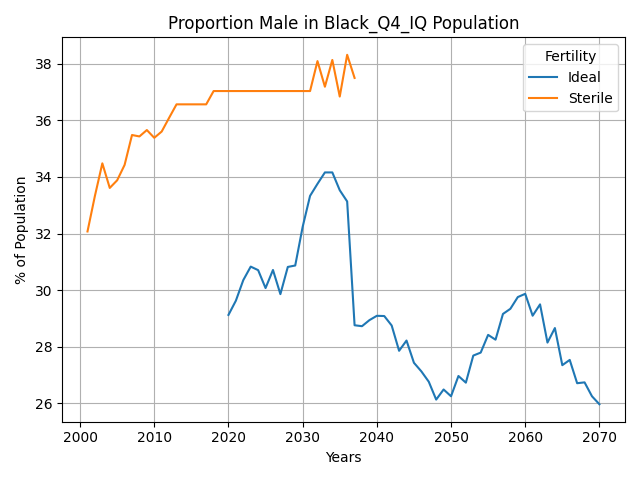 Proportion Male in Black_Q4_IQ Population
Fertility
Ideal
Sterile
% of Population
38
36
34
32
30
28
26
2000 2010 2020 2030 2040 2050 2060 2070
Years